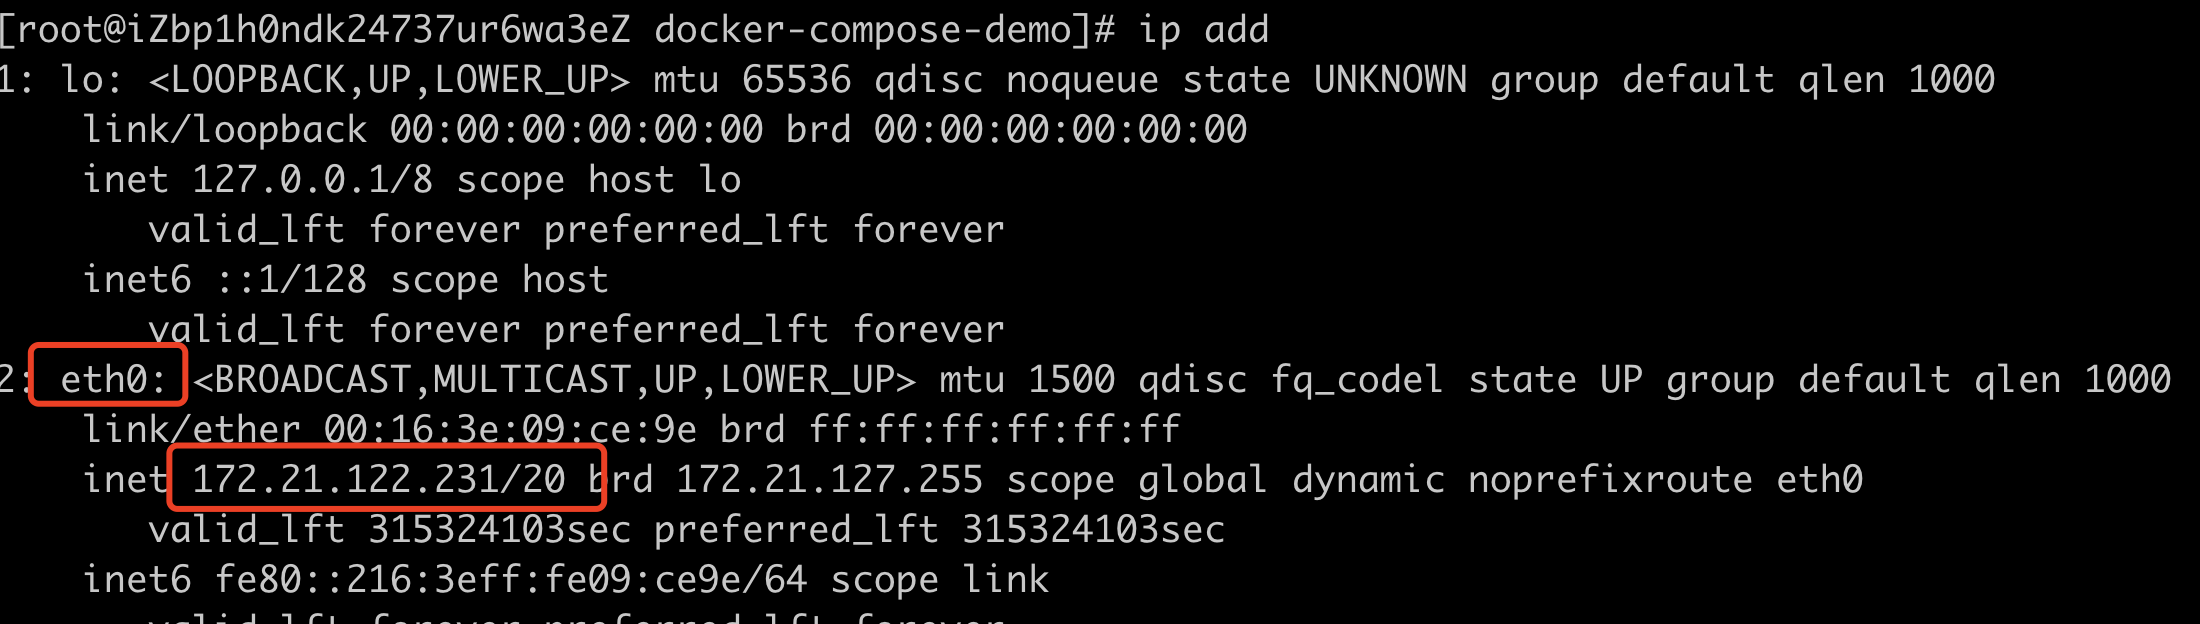 [root@iZbp1h0ndk24737ur6wa3eZ docker-compose-demo]# ip add
1: lo: <LOOPBACK,UP,LOWER_UP> mtu 65536 qdisc noqueue state UNKNOWN group default qlen 1000
    link/loopback 00:00:00:00:00:00 brd 00:00:00:00:00:00
    inet 127.0.0.1/8 scope host lo
       valid_lft forever preferred_lft forever
    inet6 ::1/128 scope host
       valid_lft forever preferred_lft forever
2: eth0: <BROADCAST,MULTICAST,UP,LOWER_UP> mtu 1500 qdisc fq_codel state UP group default qlen 1000
    link/ether 00:16:3e:09:ce:9e brd ff:ff:ff:ff:ff:ff
    inet 172.21.122.231/20 brd 172.21.127.255 scope global dynamic noprefixroute eth0
       valid_lft 315324103sec preferred_lft 315324103sec
    inet6 fe80::216:3eff:fe09:ce9e/64 scope link
       valid_lft forever preferred_lft forever